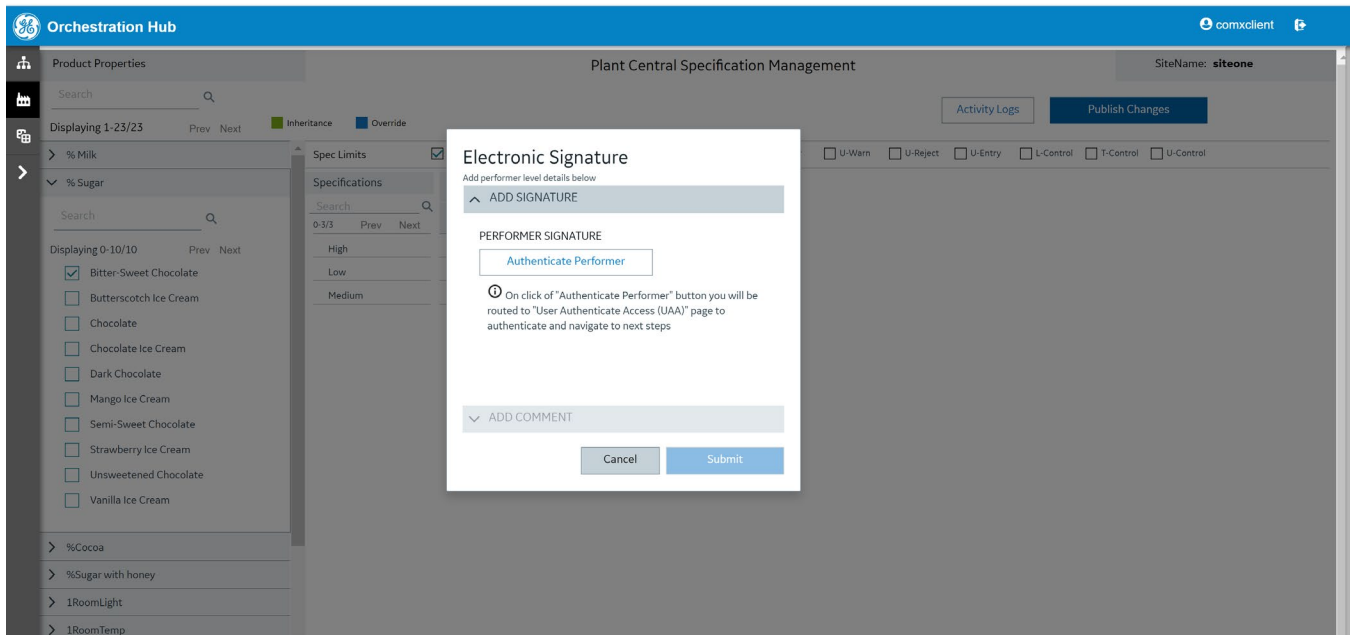 Orchestration Hub
comxclient
Product Properties
Plant Central Specification Management
SiteName: siteone
Search
Activity Logs
Publish Changes
Displaying 1-23/23 Prev Next
Inheritance Override
% Milk
Spec Limits
U-Warn U-Reject U-Entry L-Control T-Control U-Control
% Sugar
Specifications
Search
Search
0-3/3 Prev Next
Displaying 0-10/10 Prev Next
High
Bitter-Sweet Chocolate
Low
Butterscotch Ice Cream
Medium
Chocolate
Chocolate Ice Cream
Dark Chocolate
Mango Ice Cream
Semi-Sweet Chocolate
Strawberry Ice Cream
Unsweetened Chocolate
Vanilla Ice Cream
%Cocoa
%Sugar with honey
1RoomLight
1RoomTemp
Electronic Signature
Add performer level details below
ADD SIGNATURE
PERFORMER SIGNATURE
Authenticate Performer
On click of "Authenticate Performer" button you will be
routed to "User Authenticate Access (UAA)" page to
authenticate and navigate to next steps
ADD COMMENT
Cancel Submit